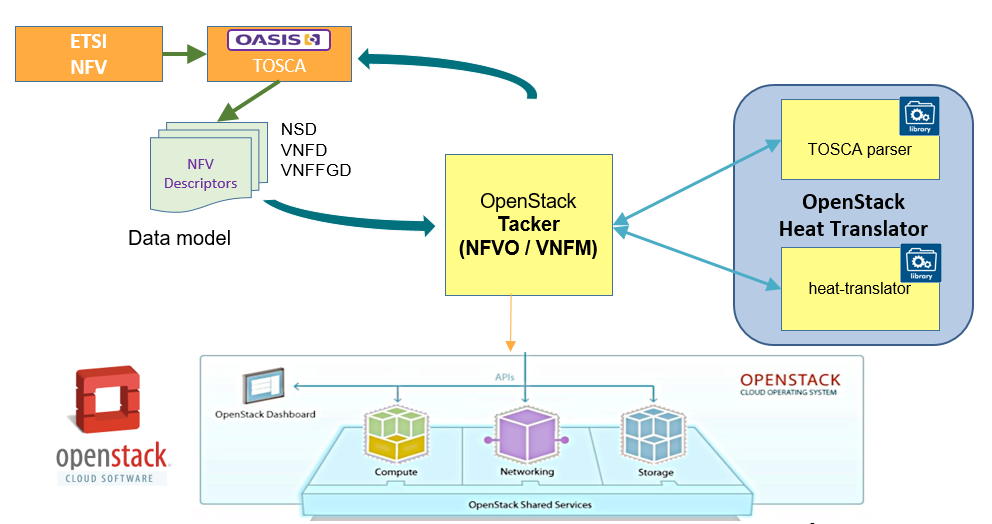 ETSI
NFV
OASIS
TOSCA
NSD
VNFD
VNFFGD
NFV
Descriptors
Data model
OpenStack
Tacker
(NFVO / VNFM)
library
TOSCA parser
OpenStack
Heat Translator
library
heat-translator
openstack
CLOUD SOFTWARE
APIs
OpenStack Dashboard
OPENSTACK
CLOUD OPERATING SYSTEM
Compute
Networking
Storage
OpenStack Shared Services